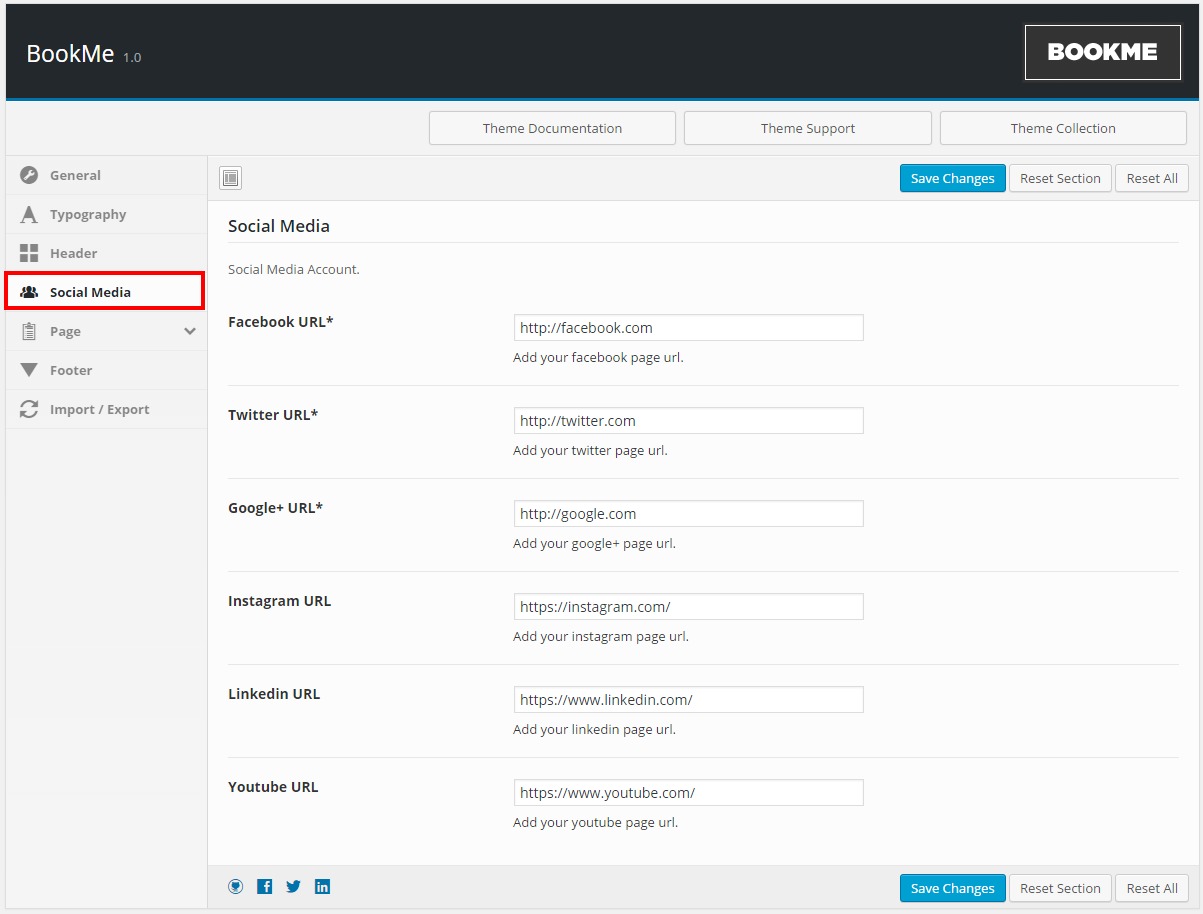 BookMe 1.0
BOOKME
Theme Documentation
Theme Support
Theme Collection
General
Typography
Header
Social Media
Page
Footer
Import / Export
Save Changes
Reset Section
Reset All
Social Media
Social Media Account.
Facebook URL*
http://facebook.com
Add your facebook page url.
Twitter URL*
http://twitter.com
Add your twitter page url.
Google+ URL*
http://google.com
Add your google+ page url.
Instagram URL
https://instagram.com/
Add your instagram page url.
Linkedin URL
https://www.linkedin.com/
Add your linkedin page url.
Youtube URL
https://www.youtube.com/
Add your youtube page url.
Save Changes
Reset Section
Reset All